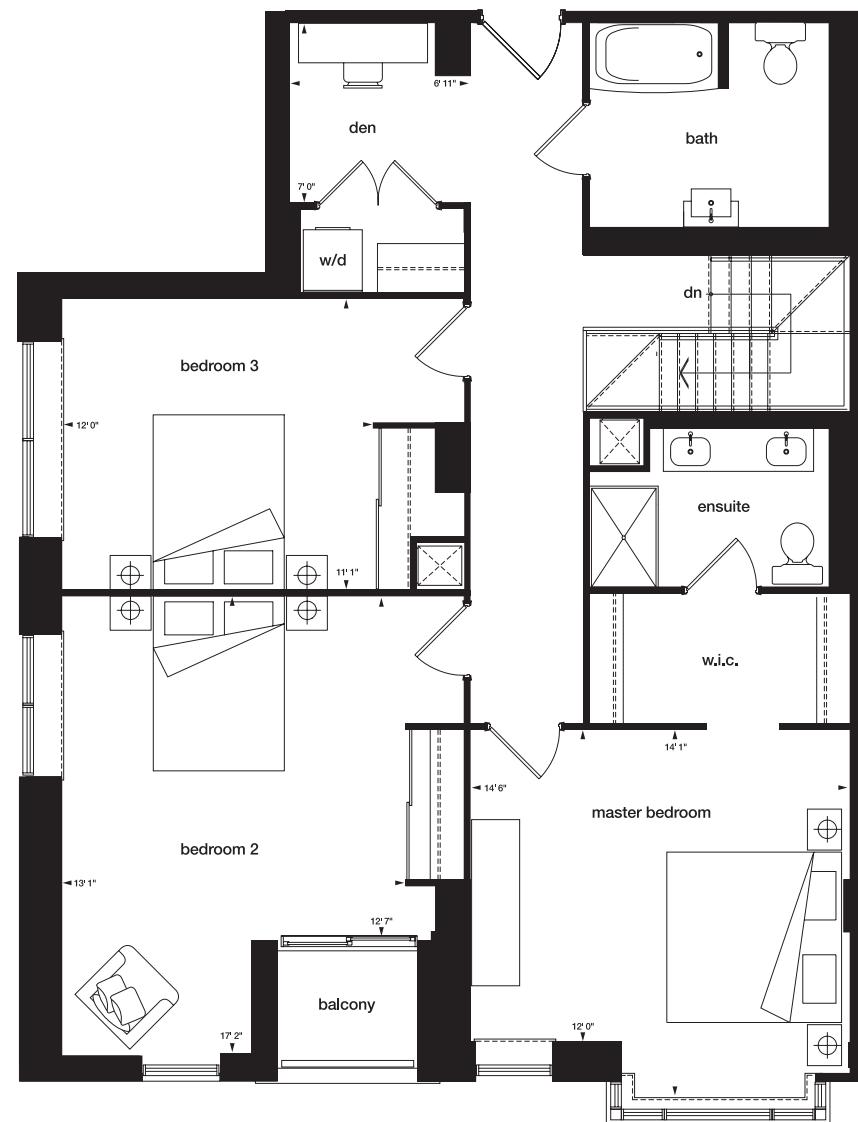 6' 11"
den
bath
7' 0"
w/d
dn
bedroom 3
12' 0"
ensuite
11' 1"
w.i.c.
14' 1"
14' 6"
master bedroom
bedroom 2
13' 1"
12' 7"
balcony
12' 0"
17' 2"